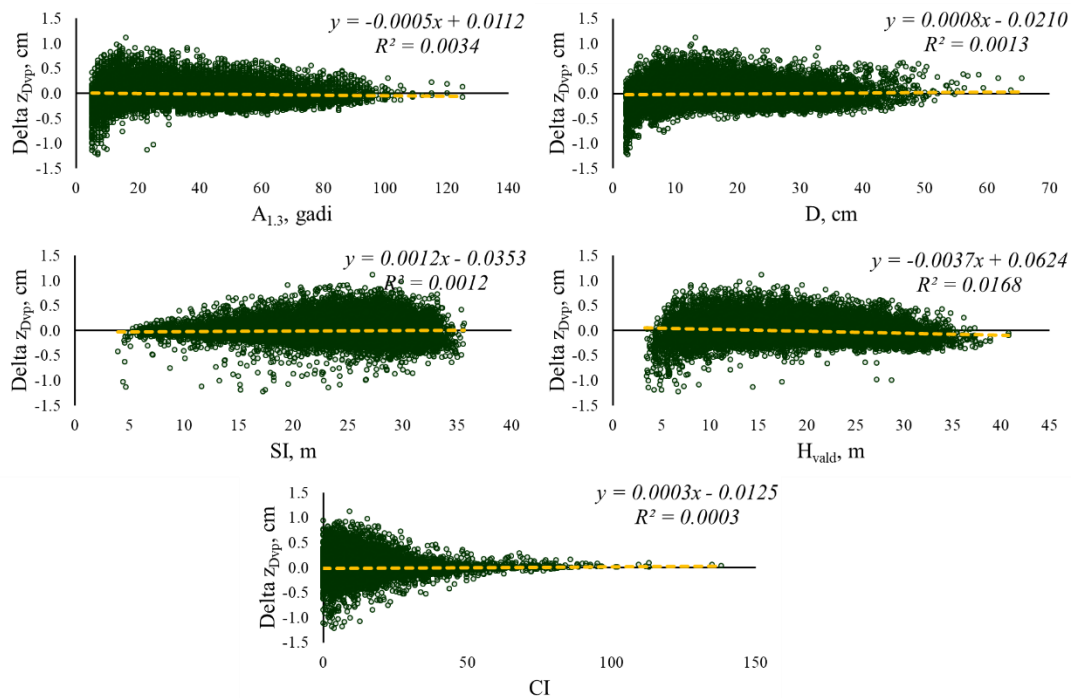 y = -0.0005x + 0.0112
R² = 0.0034
Delta z_Dvp, cm
1.5
1.0
0.5
0.0
-0.5
-1.0
-1.5
0 20 40 60 80 100 120 140
A_1.3, gadi
y = 0.0008x - 0.0210
R² = 0.0013
Delta z_Dvp, cm
1.5
1.0
0.5
0.0
-0.5
-1.0
-1.5
0 10 20 30 40 50 60 70
D, cm
y = 0.0012x - 0.0353
R² = 0.0012
Delta z_Dvp, cm
1.5
1.0
0.5
0.0
-0.5
-1.0
-1.5
0 5 10 15 20 25 30 35 40
SI, m
y = -0.0037x + 0.0624
R² = 0.0168
Delta z_Dvp, cm
1.5
1.0
0.5
0.0
-0.5
-1.0
-1.5
0 5 10 15 20 25 30 35 40 45
H_vald, m
y = 0.0003x - 0.0125
R² = 0.0003
Delta z_Dvp, cm
1.5
1.0
0.5
0.0
-0.5
-1.0
-1.5
0 50 100 150
CI